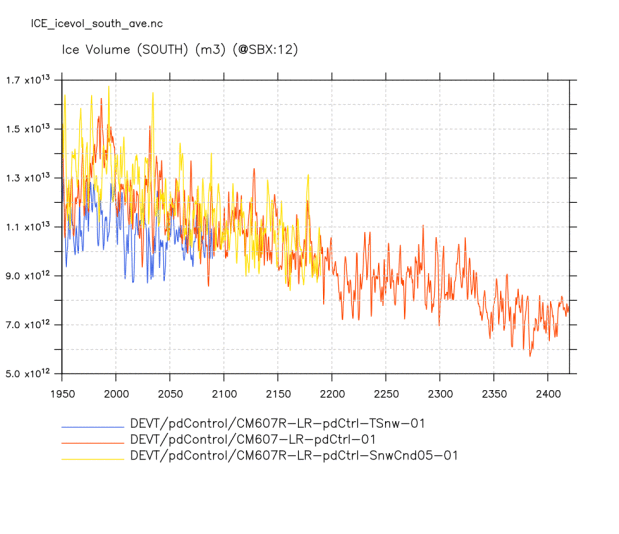 ICE_icevol_south_ave.nc
Ice Volume (SOUTH) (m3) (@SBX:12)
1.7 x10¹³
1.5 x10¹³
1.3 x10¹³
1.1 x10¹³
9.0 x10¹²
7.0 x10¹²
5.0 x10¹²
1950 2000 2050 2100 2150 2200 2250 2300 2350 2400
DEVT/pdControl/CM607R-LR-pdCtrl-TSnw-01
DEVT/pdControl/CM607-LR-pdCtrl-01
DEVT/pdControl/CM607R-LR-pdCtrl-SnwCnd05-01